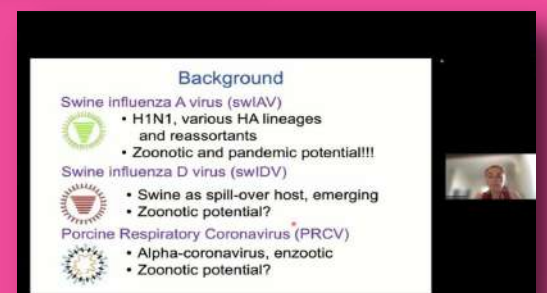 Background
Swine influenza A virus (swIAV)
• H1N1, various HA lineages
and reassortants
• Zoonotic and pandemic potential!!!
Swine influenza D virus (swIDV)
• Swine as spill-over host, emerging
• Zoonotic potential?
Porcine Respiratory Coronavirus (PRCV)
• Alpha-coronavirus, enzootic
• Zoonotic potential?